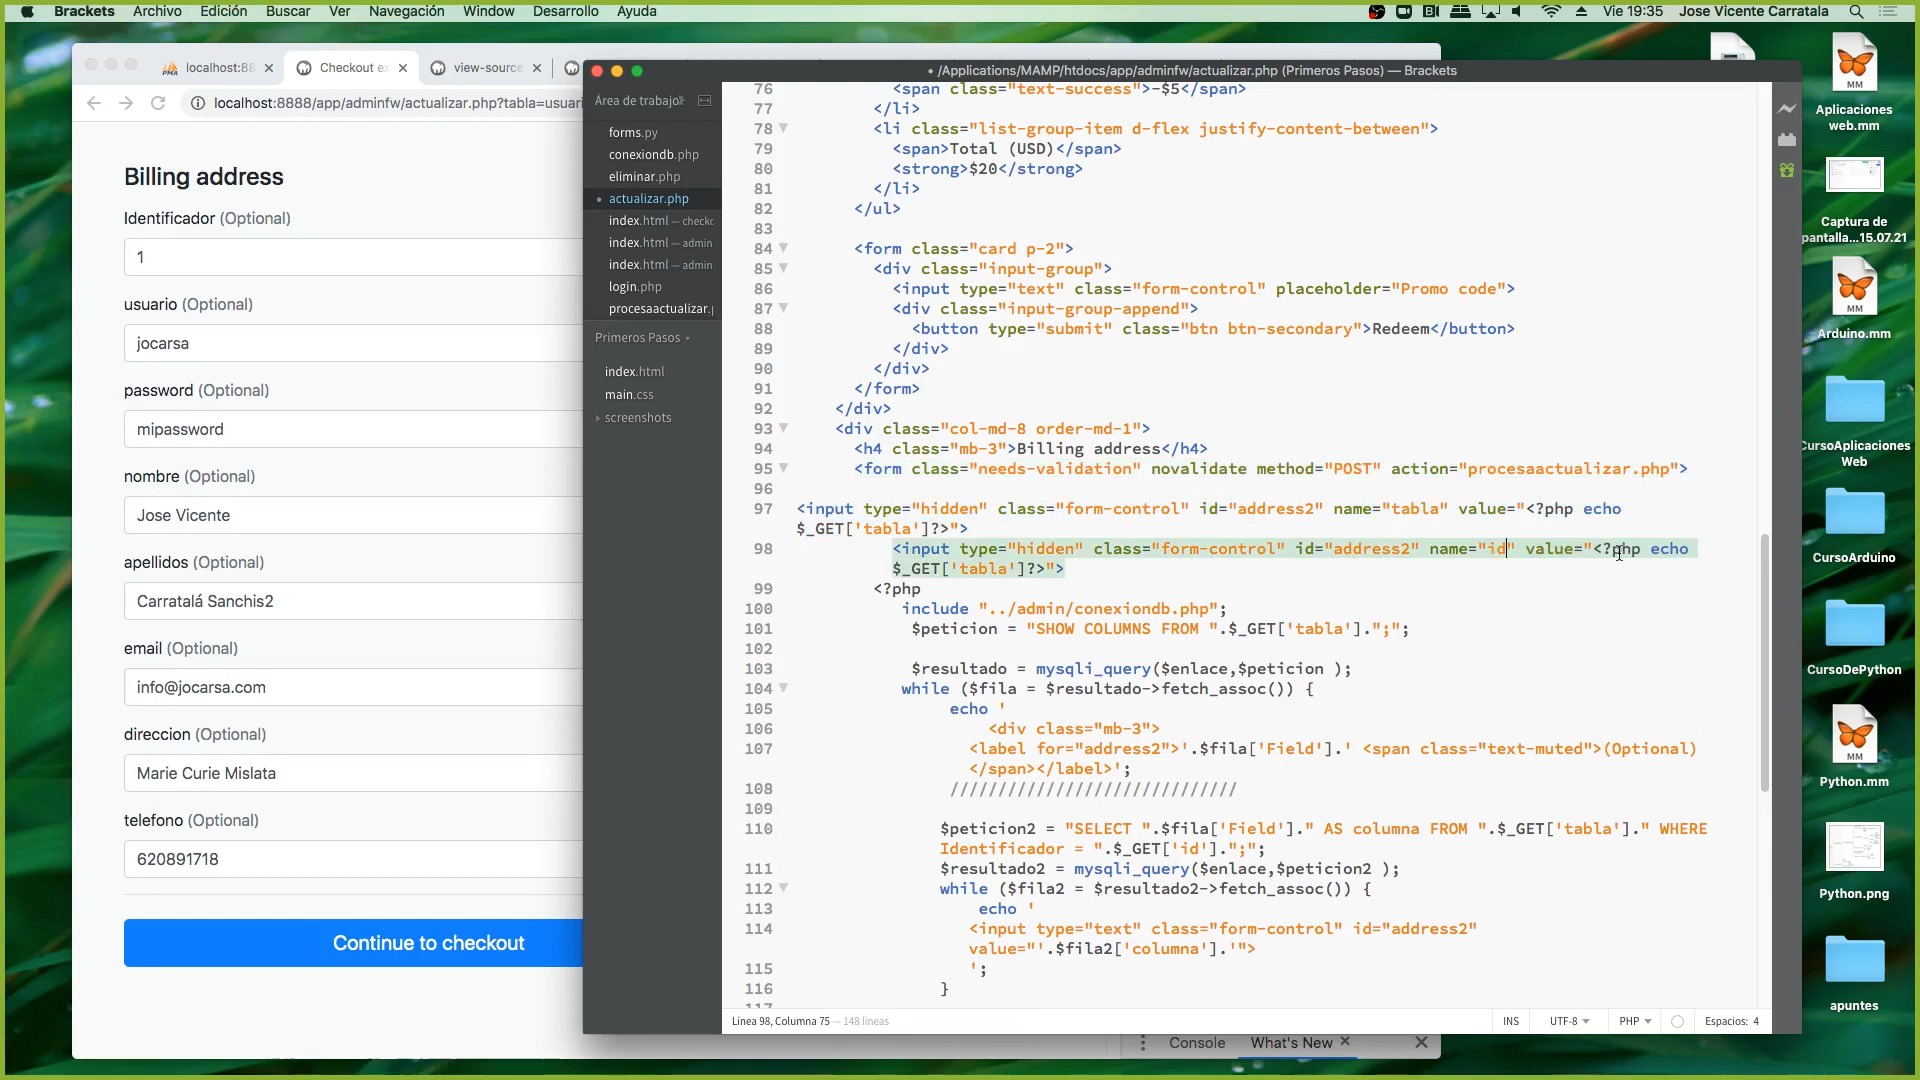 Brackets Archivo Edición Buscar Ver Navegación Window Desarrollo Ayuda Vie 19:35 Jose Vicente Carratala
localhost:88
Checkout ex
view-source
localhost:8888/app/adminfw/actualizar.php?tabla=usuari
Billing address
Identificador (Optional)
1
usuario (Optional)
jocarsa
password (Optional)
mipassword
nombre (Optional)
Jose Vicente
apellidos (Optional)
Carratalá Sanchis2
email (Optional)
info@jocarsa.com
direccion (Optional)
Marie Curie Mislata
telefono (Optional)
620891718
Continue to checkout
• /Applications/MAMP/htdocs/app/adminfw/actualizar.php (Primeros Pasos) — Brackets
Área de trabajo
forms.py
conexiondb.php
eliminar.php
actualizar.php
index.html — checkc
index.html — admin
index.html — admin
login.php
procesaactualizar.
Primeros Pasos
index.html
main.css
screenshots
76 <span class="text-success">-$5</span>
77 </li>
78 <li class="list-group-item d-flex justify-content-between">
79 <span>Total (USD)</span>
80 <strong>$20</strong>
81 </li>
82 </ul>
83
84 <form class="card p-2">
85 <div class="input-group">
86 <input type="text" class="form-control" placeholder="Promo code">
87 <div class="input-group-append">
88 <button type="submit" class="btn btn-secondary">Redeem</button>
89 </div>
90 </div>
91 </form>
92 </div>
93 <div class="col-md-8 order-md-1">
94 <h4 class="mb-3">Billing address</h4>
95 <form class="needs-validation" novalidate method="POST" action="procesaactualizar.php">
96
97 <input type="hidden" class="form-control" id="address2" name="tabla" value="<?php echo
$_GET['tabla']?>">
98 <input type="hidden" class="form-control" id="address2" name="id" value="<?php echo
$_GET['tabla']?>">
99 <?php
100 include "../admin/conexiondb.php";
101 $peticion = "SHOW COLUMNS FROM ".$_GET['tabla'].";";
102
103 $resultado = mysqli_query($enlace,$peticion );
104 while ($fila = $resultado->fetch_assoc()) {
105 echo '
106 <div class="mb-3">
107 <label for="address2">'.$fila['Field'].' <span class="text-muted">(Optional)
</span></label>';
108 //////////////////////////////
109
110 $peticion2 = "SELECT ".$fila['Field']." AS columna FROM ".$_GET['tabla']." WHERE
Identificador = ".$_GET['id'].";";
111 $resultado2 = mysqli_query($enlace,$peticion2 );
112 while ($fila2 = $resultado2->fetch_assoc()) {
113 echo '
114 <input type="text" class="form-control" id="address2"
value="'.$fila2['columna'].'">
115 ';
116 }
117
Línea 98, Columna 75 — 148 líneas INS UTF-8 PHP Espacios: 4
Console What's New
Aplicaciones
web.mm
Captura de
pantalla...15.07.21
Arduino.mm
CursoAplicaciones
Web
CursoArduino
CursoDePython
Python.mm
Python.png
apuntes